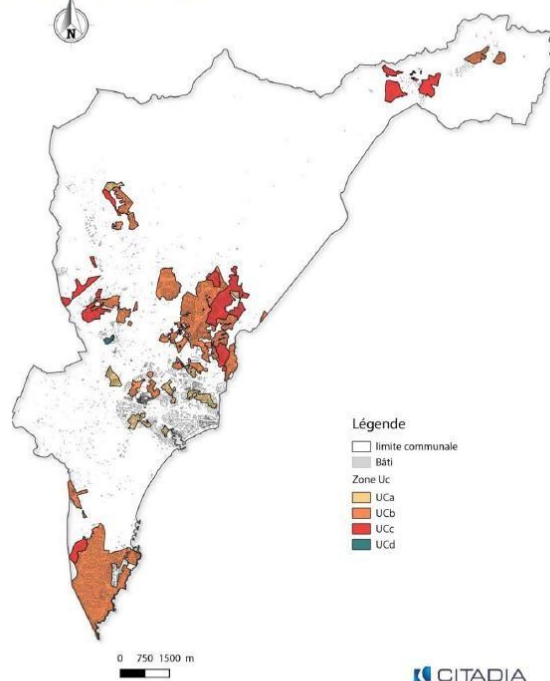 N
Légende
limite communale
Bâti
Zone Uc
UCa
UCb
UCc
UCd
0 750 1500 m
CITADIA